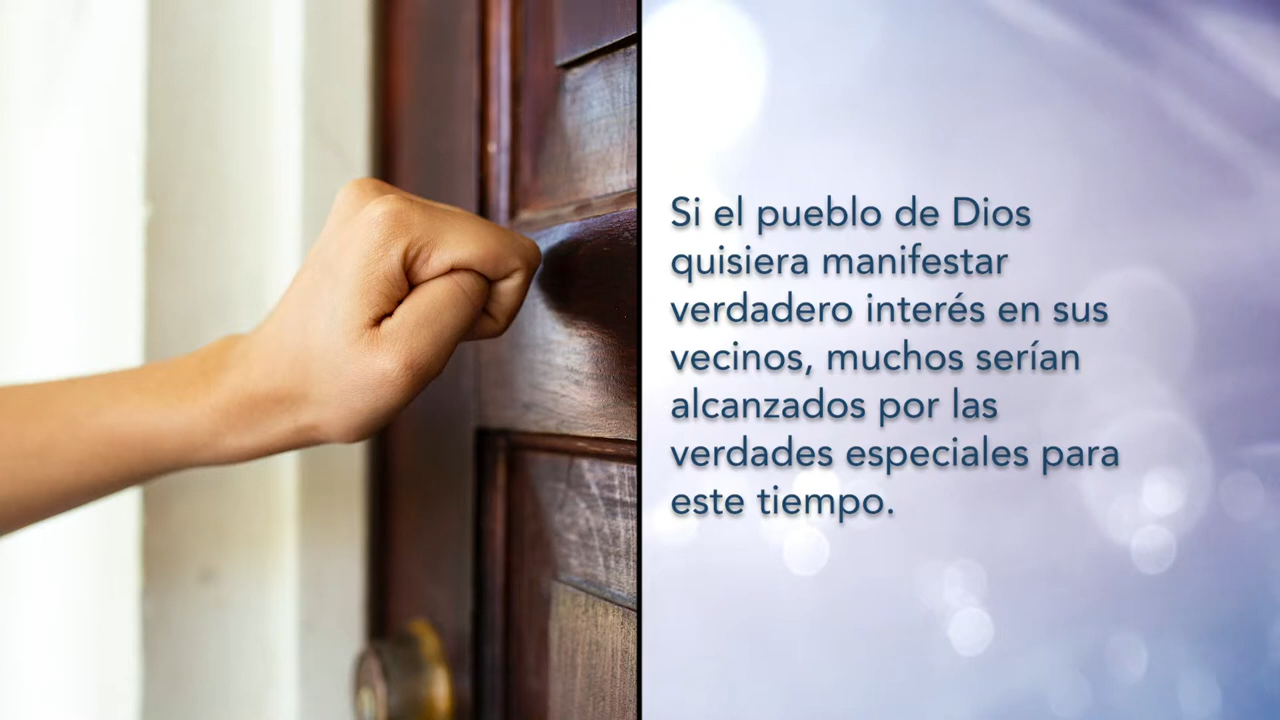 Si el pueblo de Dios
quisiera manifestar
verdadero interés en sus
vecinos, muchos serían
alcanzados por las
verdades especiales para
este tiempo.